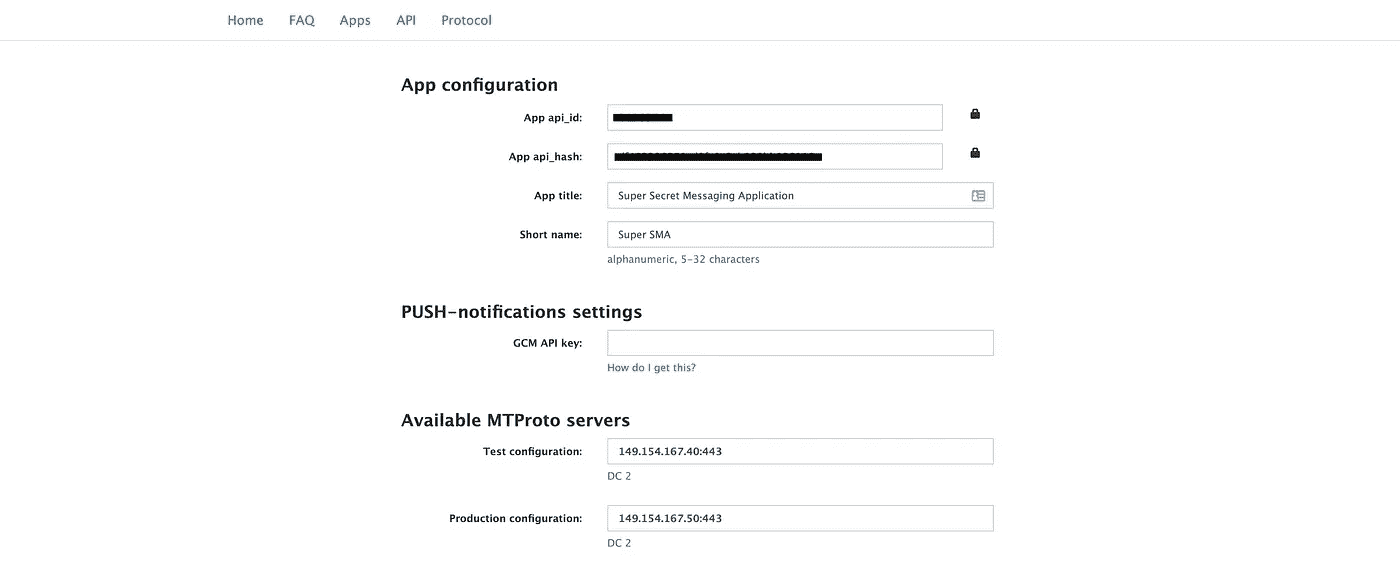 Home FAQ Apps API Protocol
App configuration
App api_id:
App api_hash:
App title: Super Secret Messaging Application
Short name: Super SMA
alphanumeric, 5-32 characters
PUSH-notifications settings
GCM API key:
How do I get this?
Available MTProto servers
Test configuration: 149.154.167.40:443
DC 2
Production configuration: 149.154.167.50:443
DC 2